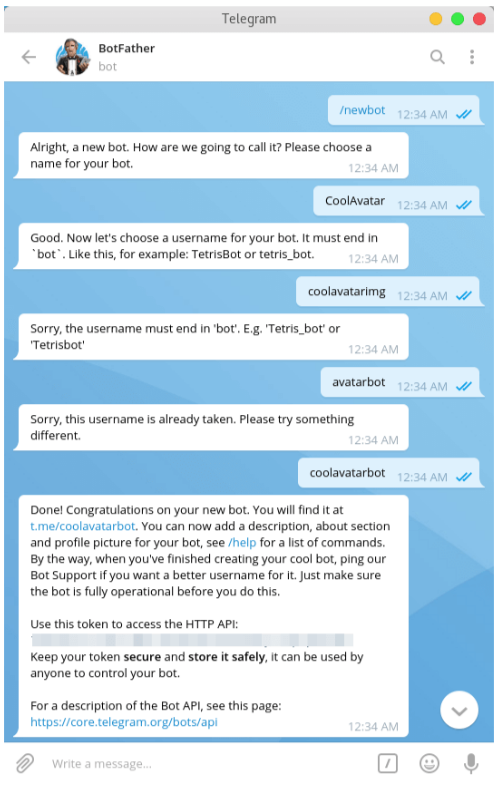 Telegram
BotFather
bot
/newbot 12:34 AM
Alright, a new bot. How are we going to call it? Please choose a
name for your bot.
12:34 AM
CoolAvatar 12:34 AM
Good. Now let's choose a username for your bot. It must end in
`bot`. Like this, for example: TetrisBot or tetris_bot.
12:34 AM
coolavatarimg 12:34 AM
Sorry, the username must end in 'bot'. E.g. 'Tetris_bot' or
'Tetrisbot'
12:34 AM
avatarbot 12:34 AM
Sorry, this username is already taken. Please try something
different.
12:34 AM
coolavatarbot 12:34 AM
Done! Congratulations on your new bot. You will find it at
t.me/coolavatarbot. You can now add a description, about section
and profile picture for your bot, see /help for a list of commands.
By the way, when you've finished creating your cool bot, ping our
Bot Support if you want a better username for it. Just make sure
the bot is fully operational before you do this.
Use this token to access the HTTP API:
Keep your token secure and store it safely, it can be used by
anyone to control your bot.
For a description of the Bot API, see this page:
https://core.telegram.org/bots/api
12:34 AM
Write a message...